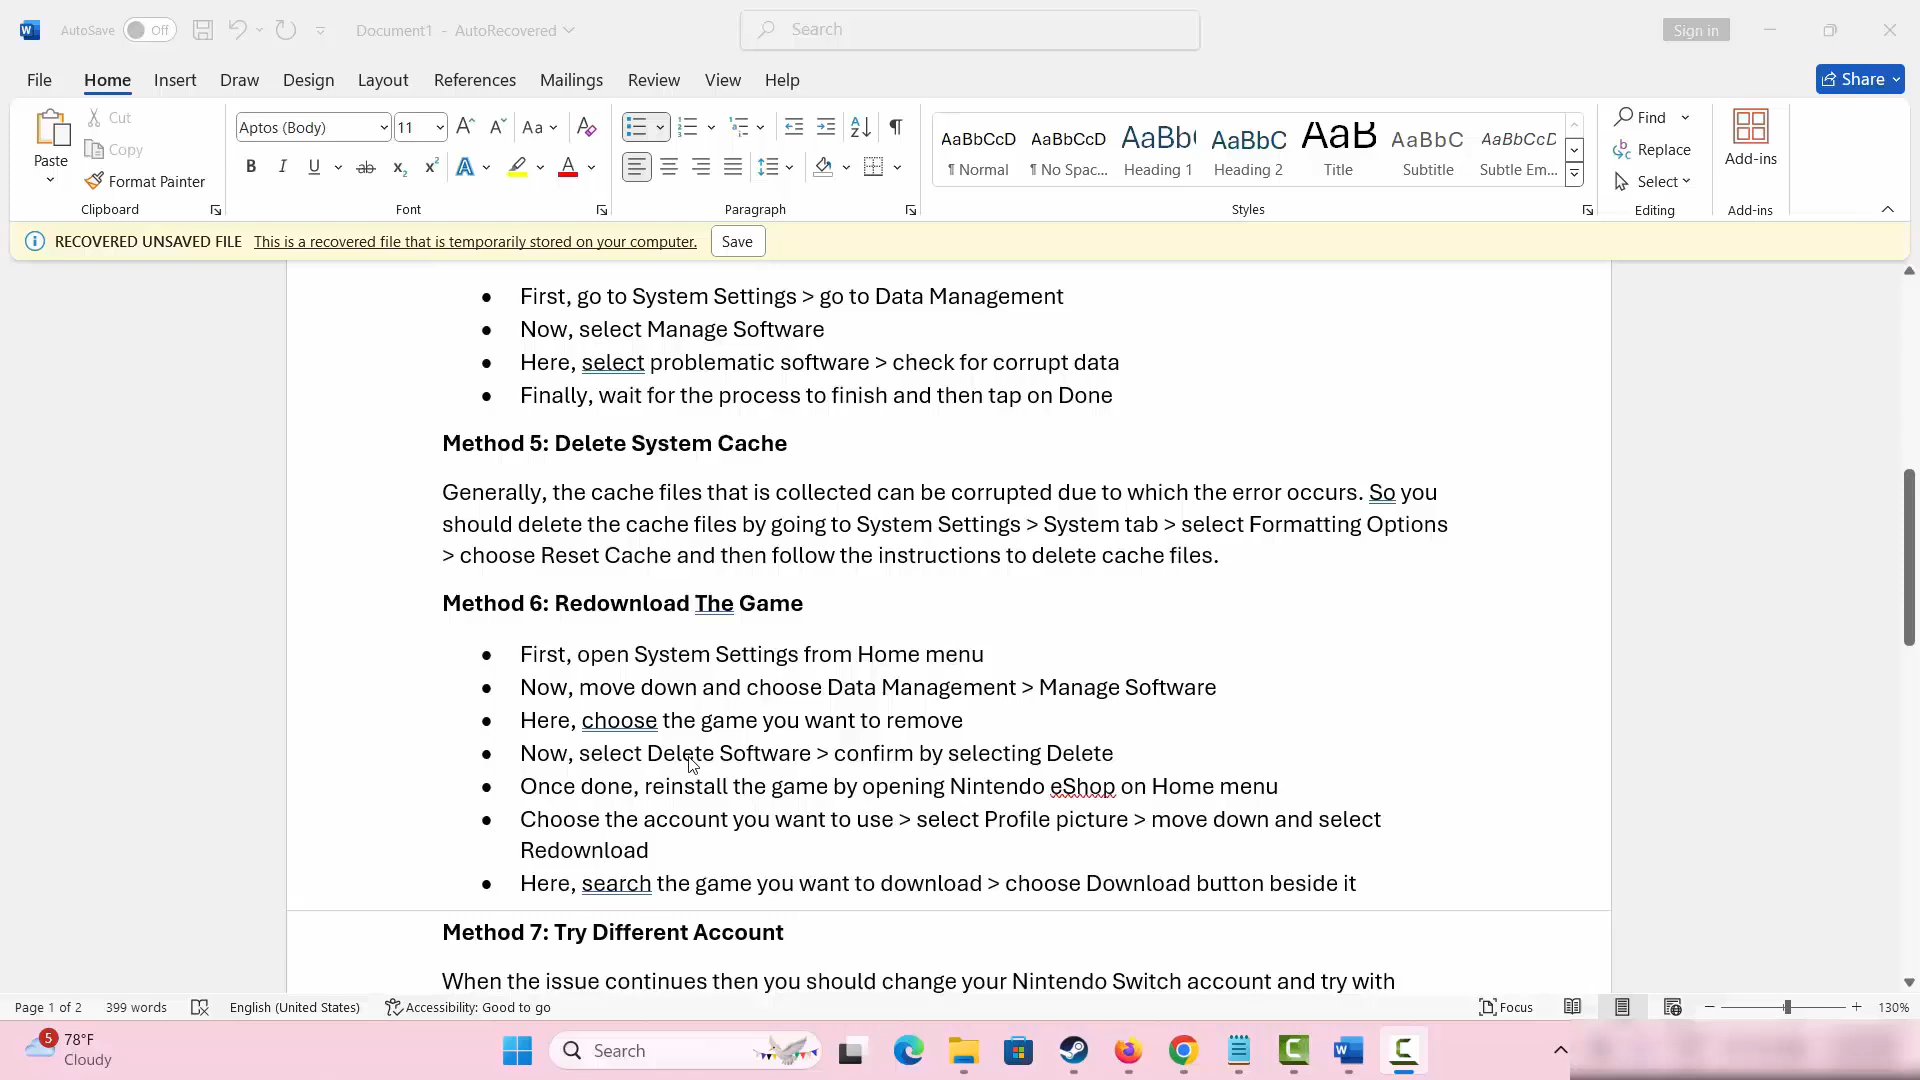 AutoSave Off Document1 - AutoRecovered Search Sign in
File Home Insert Draw Design Layout References Mailings Review View Help Share
Paste Cut Copy Format Painter Clipboard
Aptos (Body) 11 Font
Paragraph
AaBbCcD AaBbCcD AaBb( AaBbC AaB AaBbC AaBbCcD
¶ Normal ¶ No Spac... Heading 1 Heading 2 Title Subtitle Subtle Em...
Styles
Find Replace Select Editing
Add-ins Add-ins
RECOVERED UNSAVED FILE This is a recovered file that is temporarily stored on your computer. Save
• First, go to System Settings > go to Data Management
• Now, select Manage Software
• Here, select problematic software > check for corrupt data
• Finally, wait for the process to finish and then tap on Done
Method 5: Delete System Cache
Generally, the cache files that is collected can be corrupted due to which the error occurs. So you
should delete the cache files by going to System Settings > System tab > select Formatting Options
> choose Reset Cache and then follow the instructions to delete cache files.
Method 6: Redownload The Game
• First, open System Settings from Home menu
• Now, move down and choose Data Management > Manage Software
• Here, choose the game you want to remove
• Now, select Delete Software > confirm by selecting Delete
• Once done, reinstall the game by opening Nintendo eShop on Home menu
• Choose the account you want to use > select Profile picture > move down and select
Redownload
• Here, search the game you want to download > choose Download button beside it
Method 7: Try Different Account
When the issue continues then you should change your Nintendo Switch account and try with
Page 1 of 2 399 words English (United States) Accessibility: Good to go Focus 130%
5 78°F
Cloudy
Search